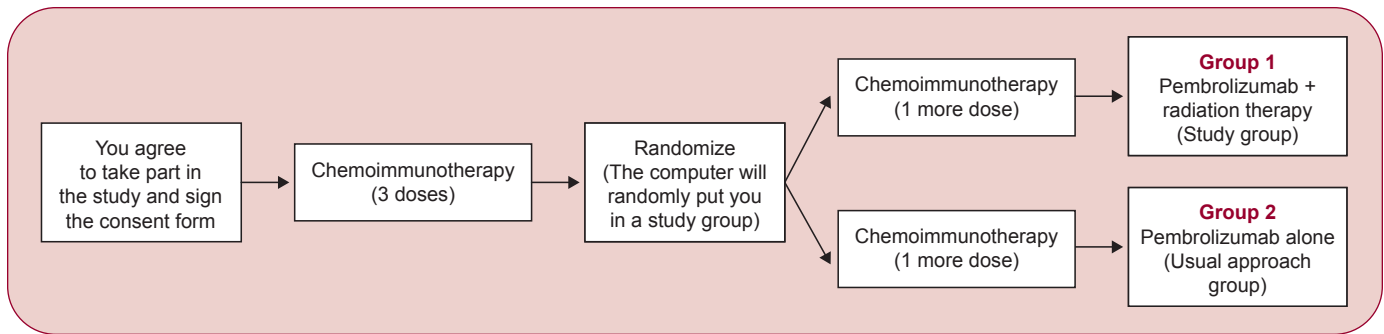 You agree
to take part in
the study and sign
the consent form
Chemoimmunotherapy
(3 doses)
Randomize
(The computer will
randomly put you
in a study group)
Chemoimmunotherapy
(1 more dose)
Group 1
Pembrolizumab +
radiation therapy
(Study group)
Chemoimmunotherapy
(1 more dose)
Group 2
Pembrolizumab alone
(Usual approach
group)